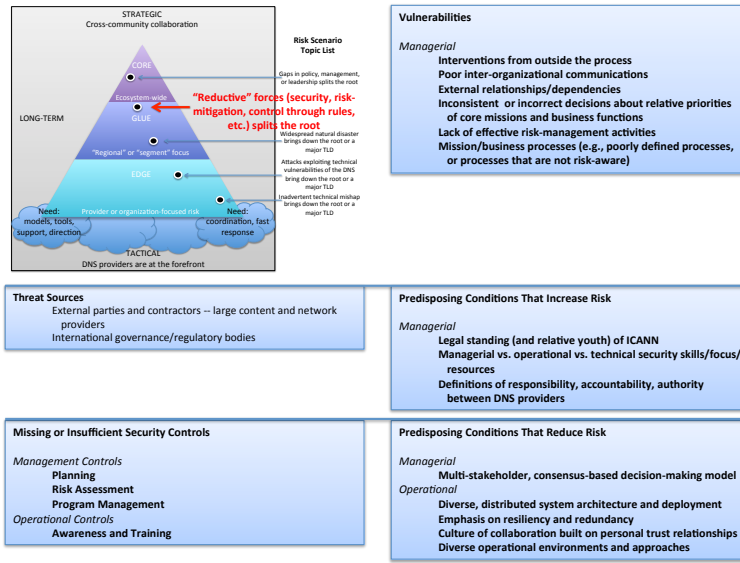 STRATEGIC
Cross-community collaboration
Risk Scenario
Topic List
CORE
Gaps in policy, management,
or leadership splits the root
Ecosystem-wide
"Reductive" forces (security, risk-
mitigation, control through rules,
etc.) splits the root
GLUE
LONG-TERM
Widespread natural disaster
brings down the root or a
major TLD
"Regional" or "segment" focus
Attacks exploiting technical
vulnerabilities of the DNS
bring down the root or a
major TLD
EDGE
Inadvertent technical mishap
brings down the root or a
major TLD
Provider or organization-focused risk
Need:
models, tools,
support, direction
Need:
coordination, fast
response
TACTICAL
DNS providers are at the forefront
Vulnerabilities
Managerial
Interventions from outside the process
Poor inter-organizational communications
External relationships/dependencies
Inconsistent or incorrect decisions about relative priorities
of core missions and business functions
Lack of effective risk-management activities
Mission/business processes (e.g., poorly defined processes,
or processes that are not risk-aware)
Threat Sources
External parties and contractors -- large content and network
providers
International governance/regulatory bodies
Predisposing Conditions That Increase Risk
Managerial
Legal standing (and relative youth) of ICANN
Managerial vs. operational vs. technical security skills/focus/
resources
Definitions of responsibility, accountability, authority
between DNS providers
Missing or Insufficient Security Controls
Management Controls
Planning
Risk Assessment
Program Management
Operational Controls
Awareness and Training
Predisposing Conditions That Reduce Risk
Managerial
Multi-stakeholder, consensus-based decision-making model
Operational
Diverse, distributed system architecture and deployment
Emphasis on resiliency and redundancy
Culture of collaboration built on personal trust relationships
Diverse operational environments and approaches